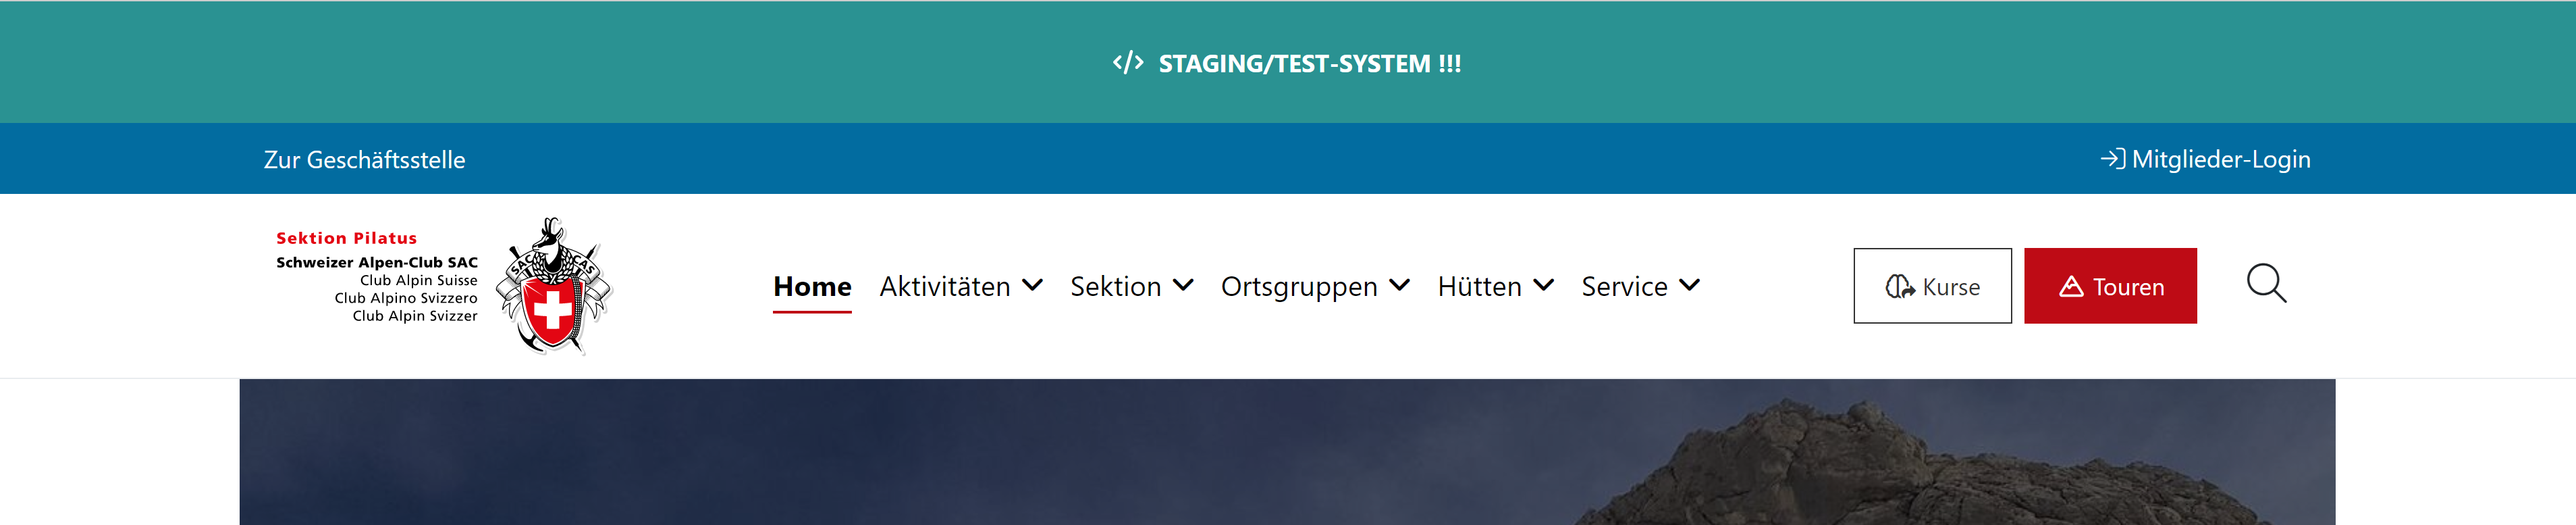 </> STAGING/TEST-SYSTEM !!!
Zur Geschäftsstelle
Mitglieder-Login
Sektion Pilatus
Schweizer Alpen-Club SAC
Club Alpin Suisse
Club Alpino Svizzero
Club Alpin Svizzer
SAC CAS
Home Aktivitäten Sektion Ortsgruppen Hütten Service
Kurse
Touren